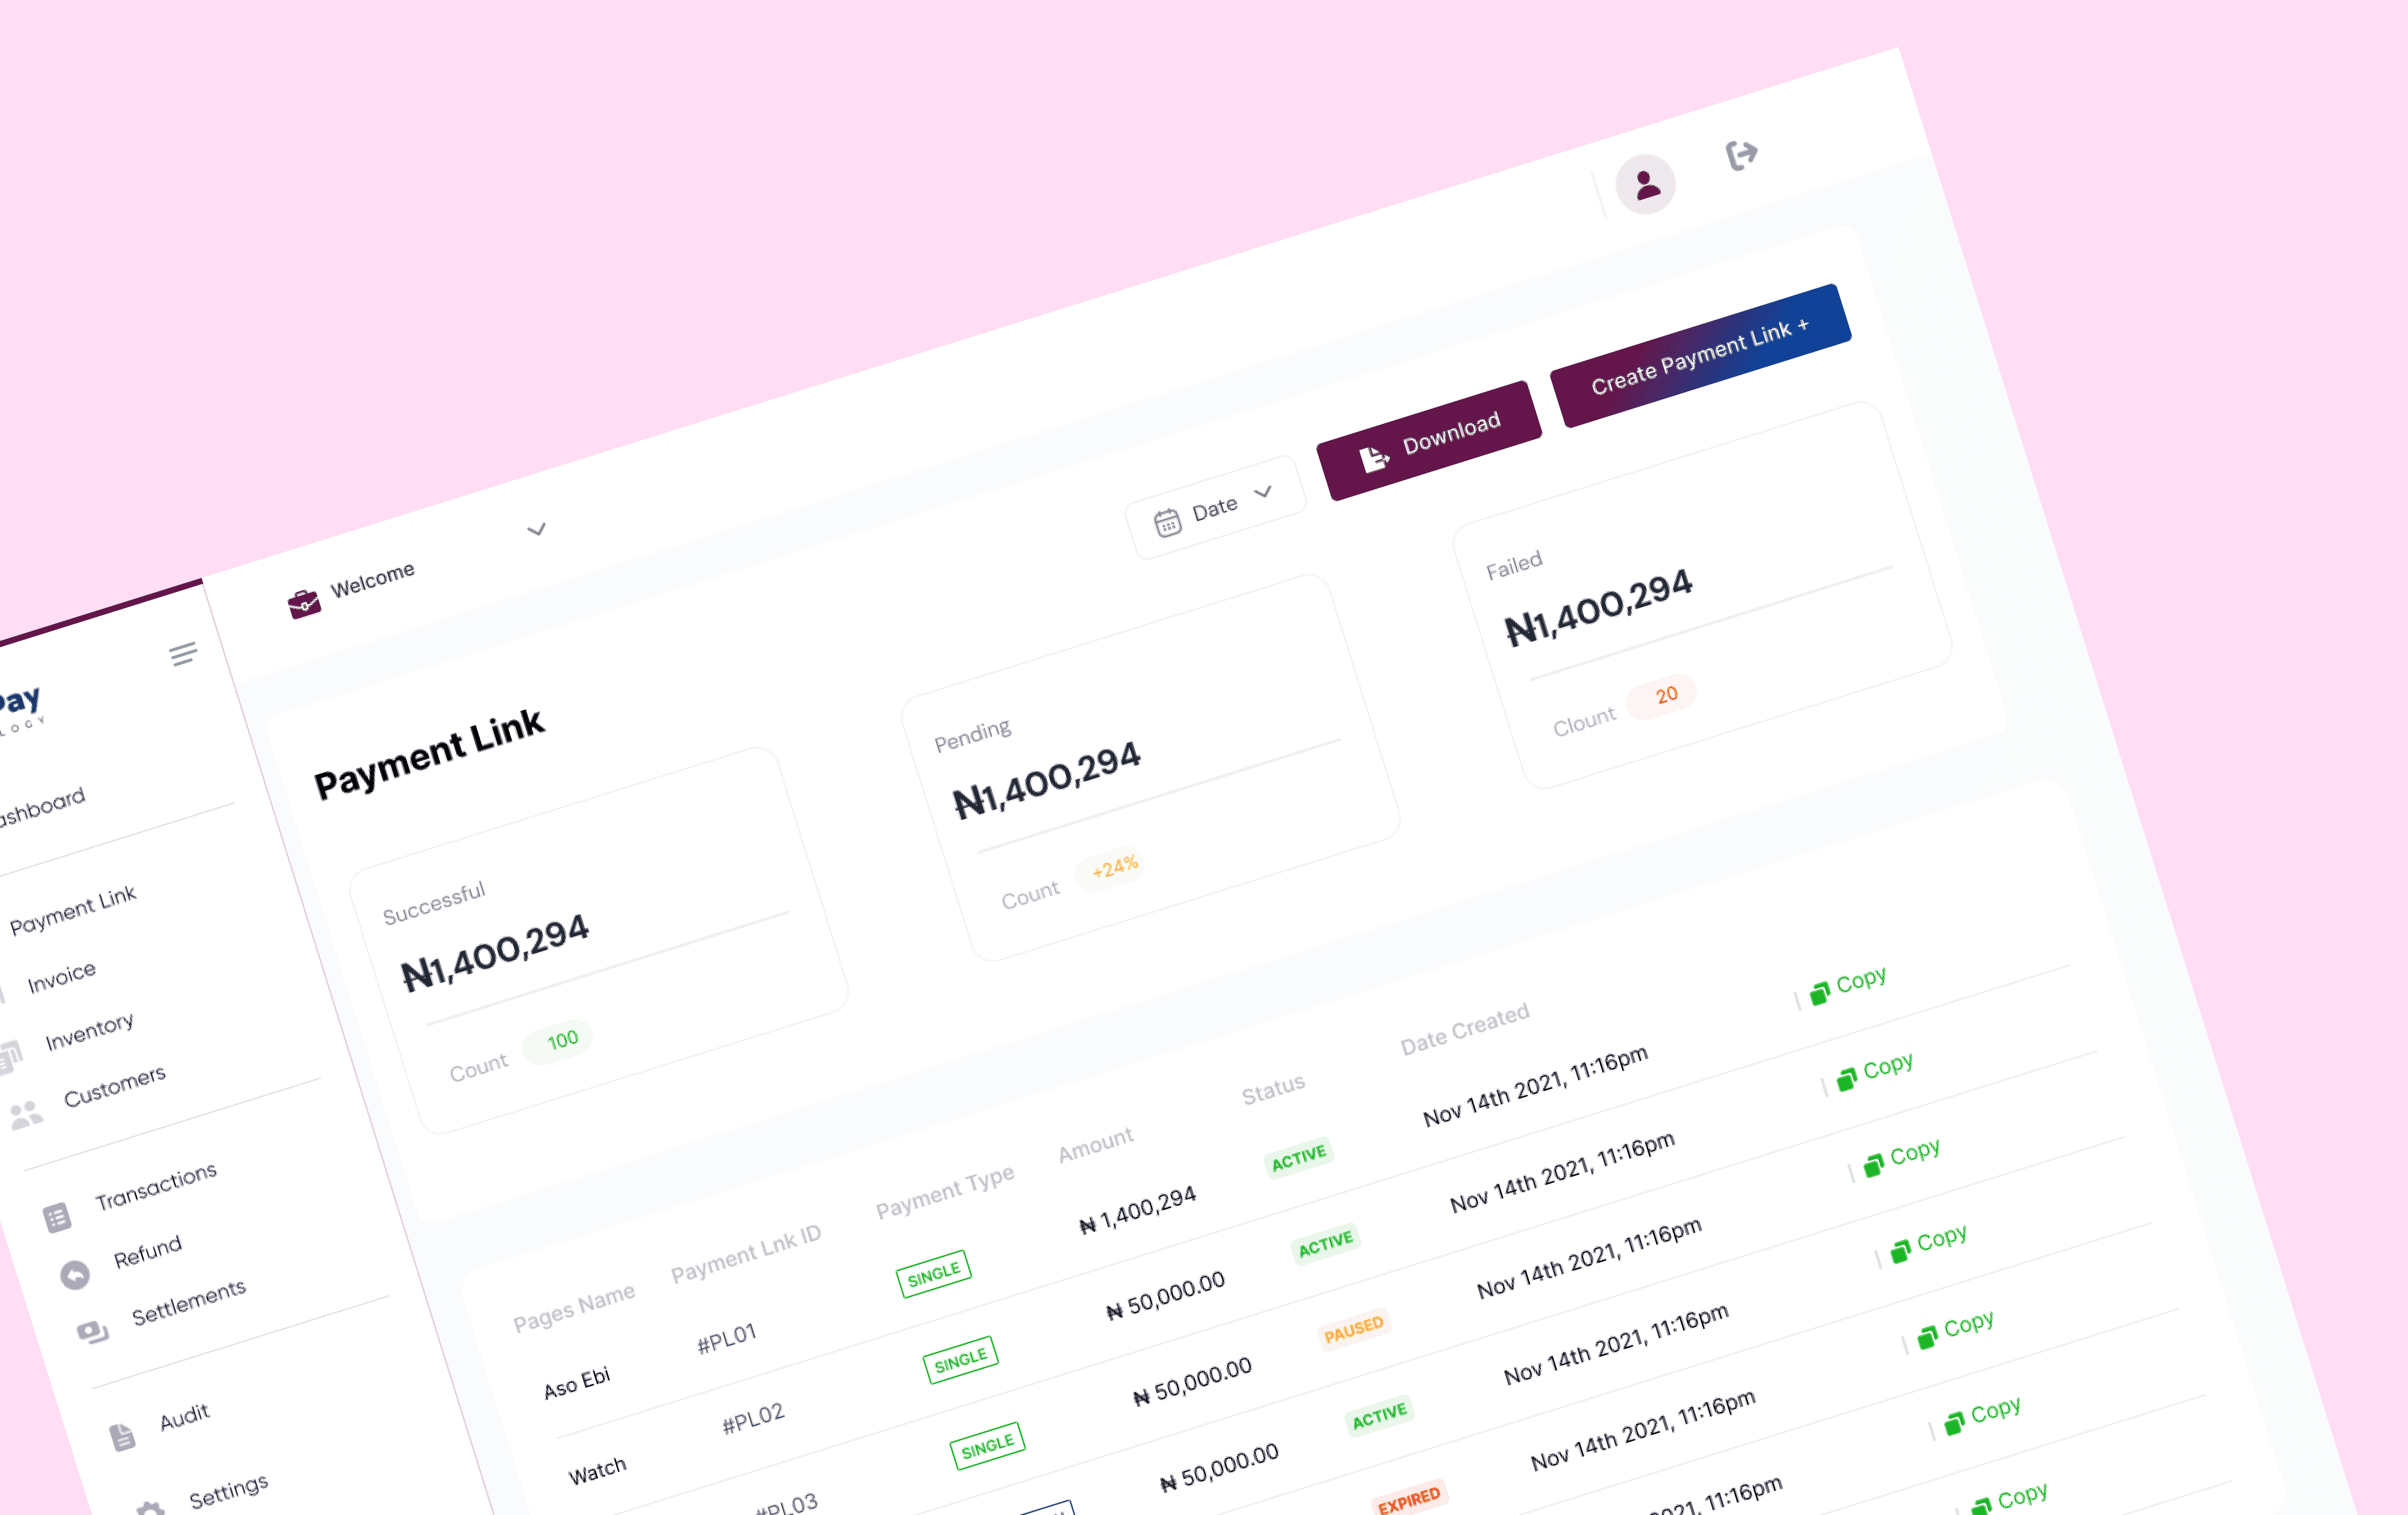 Welcome
Pay
LOGY
ashboard
Payment Link
Invoice
Inventory
Customers
Transactions
Refund
Settlements
Audit
Settings
Payment Link
Date
Download
Create Payment Link +
Successful
₦1,400,294
Count 100
Pending
₦1,400,294
Count +24%
Failed
₦1,400,294
Clount 20
Pages Name Payment Lnk ID Payment Type Amount Status Date Created
Aso Ebi #PL01 SINGLE ₦ 1,400,294 ACTIVE Nov 14th 2021, 11:16pm | Copy
Watch #PL02 SINGLE ₦ 50,000.00 ACTIVE Nov 14th 2021, 11:16pm | Copy
#PL03 SINGLE ₦ 50,000.00 PAUSED Nov 14th 2021, 11:16pm | Copy
₦ 50,000.00 ACTIVE Nov 14th 2021, 11:16pm | Copy
EXPIRED Nov 14th 2021, 11:16pm | Copy
2021, 11:16pm | Copy
Copy